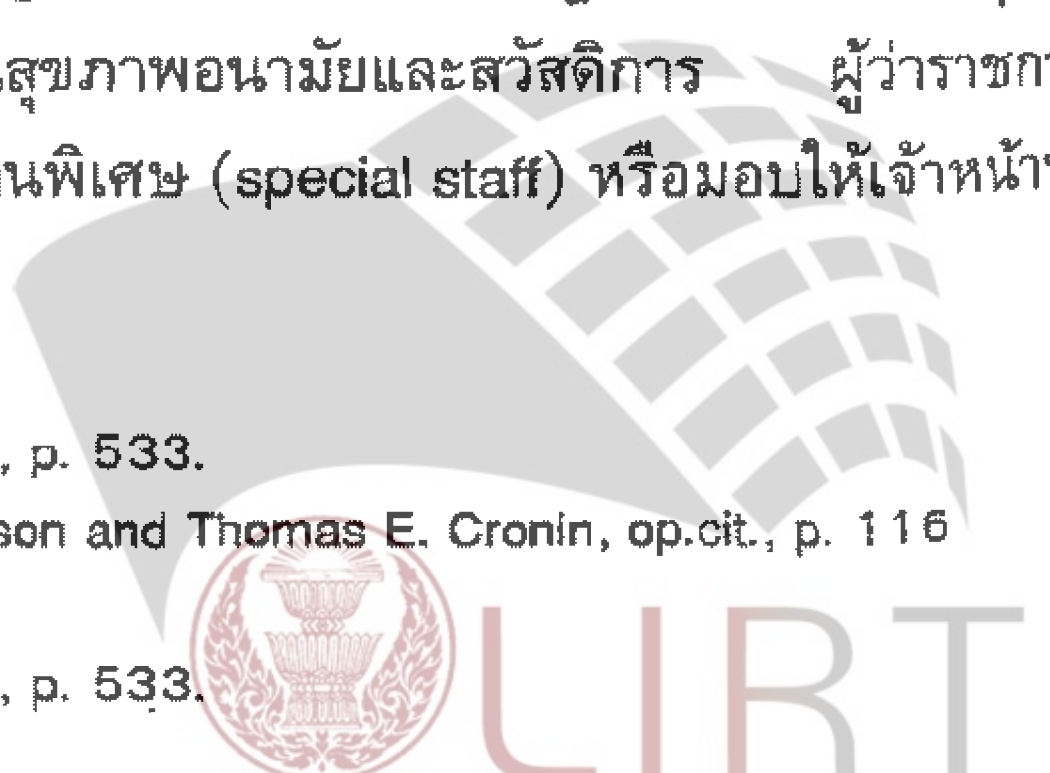 สุขภาพอนามัยและสวัสดิการ ผู้ว่าราชก
นพิเศษ (special staff) หรือมอบให้เจ้าหน้า
, p. 533.
son and Thomas E. Cronin, op.cit., p. 116
, p. 533.
LIRT